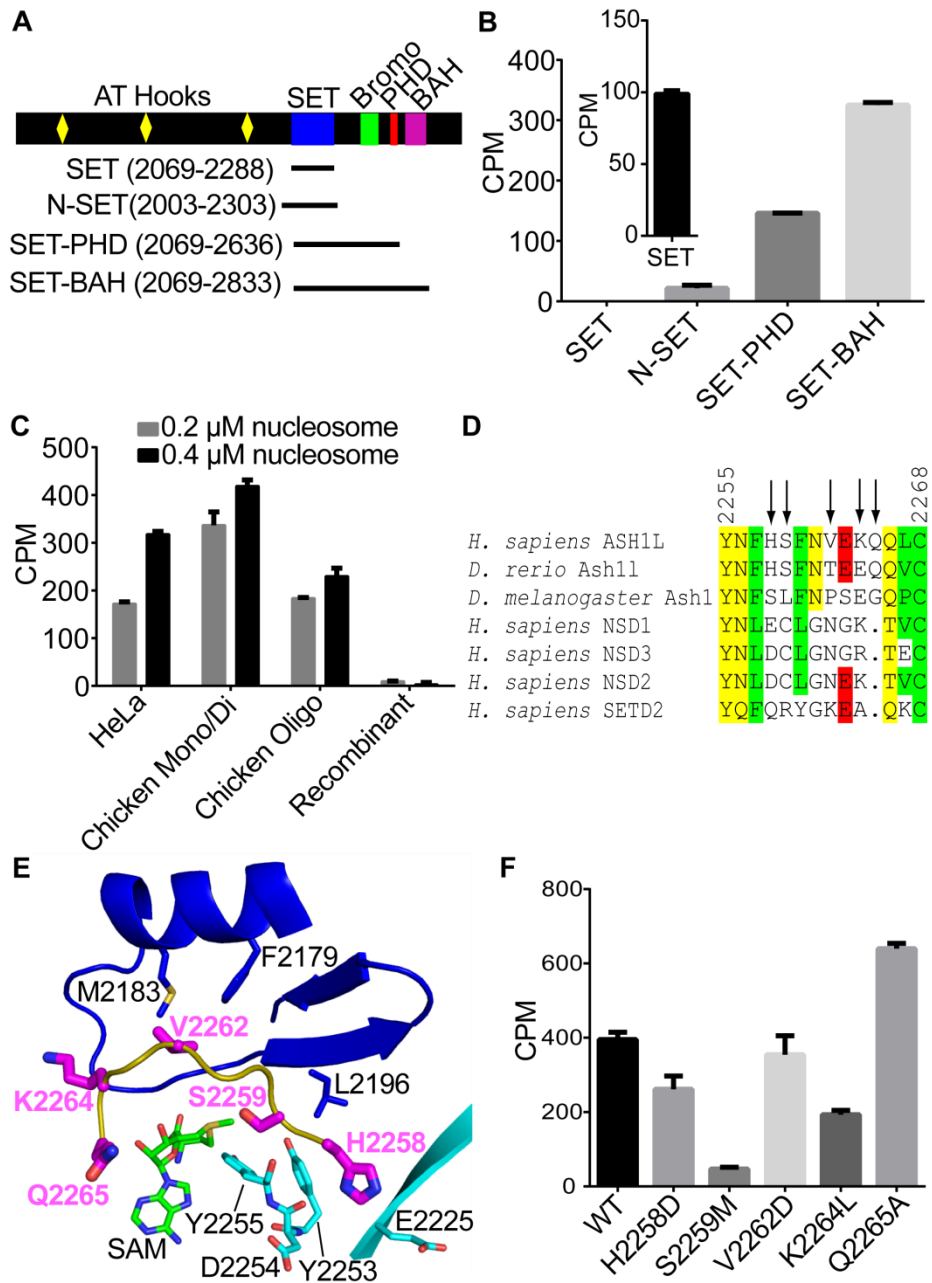 A
AT Hooks
SET
Bromo
PHD
BAH
SET (2069-2288)
N-SET(2003-2303)
SET-PHD (2069-2636)
SET-BAH (2069-2833)
B
CPM
400
300
200
100
0
CPM
150
100
50
0
SET
SET
N-SET
SET-PHD
SET-BAH
C
0.2 µM nucleosome
0.4 µM nucleosome
CPM
500
400
300
200
100
0
HeLa
Chicken Mono/Di
Chicken Oligo
Recombinant
D
2255
2268
H. sapiens ASH1L YNFHSFNVEKQQLC
D. rerio Ash1l YNFHSFNTEEQQVC
D. melanogaster Ash1 YNFSLFNPSEGQPC
H. sapiens NSD1 YNLECLGNGK.TVC
H. sapiens NSD3 YNLDCLGNGR.TEC
H. sapiens NSD2 YNLDCLGNEK.TVC
H. sapiens SETD2 YQFQRYGKEA.QKC
E
F2179
M2183
V2262
K2264
S2259
L2196
H2258
Q2265
Y2255
E2225
SAM
D2254
Y2253
F
CPM
800
600
400
200
0
WT
H2258D
S2259M
V2262D
K2264L
Q2265A